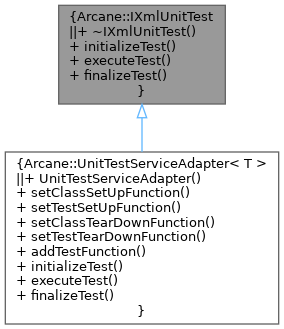 {Arcane::IXmlUnitTest
||+ ~IXmlUnitTest()
+ initializeTest()
+ executeTest()
+ finalizeTest()
}
{Arcane::UnitTestServiceAdapter< T >
||+ UnitTestServiceAdapter()
+ setClassSetUpFunction()
+ setTestSetUpFunction()
+ setClassTearDownFunction()
+ setTestTearDownFunction()
+ addTestFunction()
+ initializeTest()
+ executeTest()
+ finalizeTest()
}